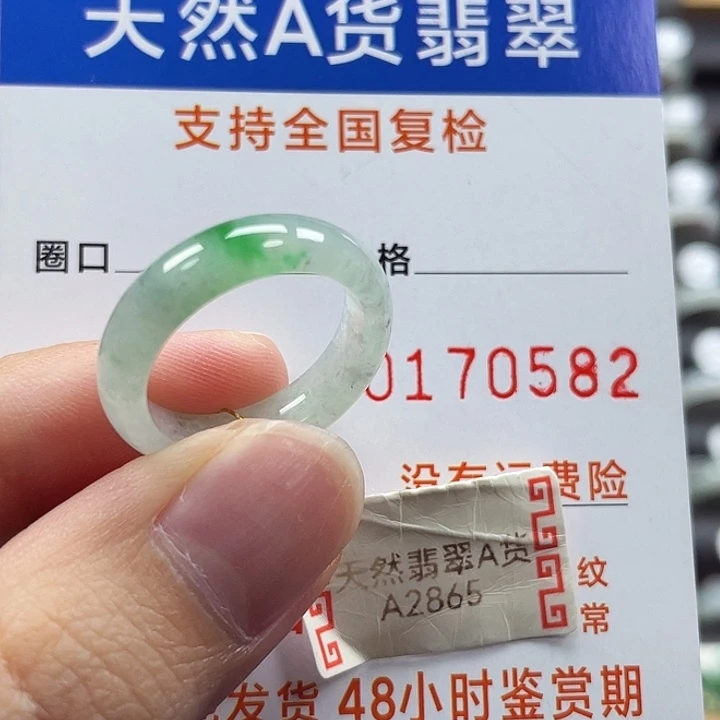 天然A货翡翠
支持全国复检
圈口 格
0170582
没有运费险
天然翡翠A货
A2865
纹
常
发货 48小时鉴赏期